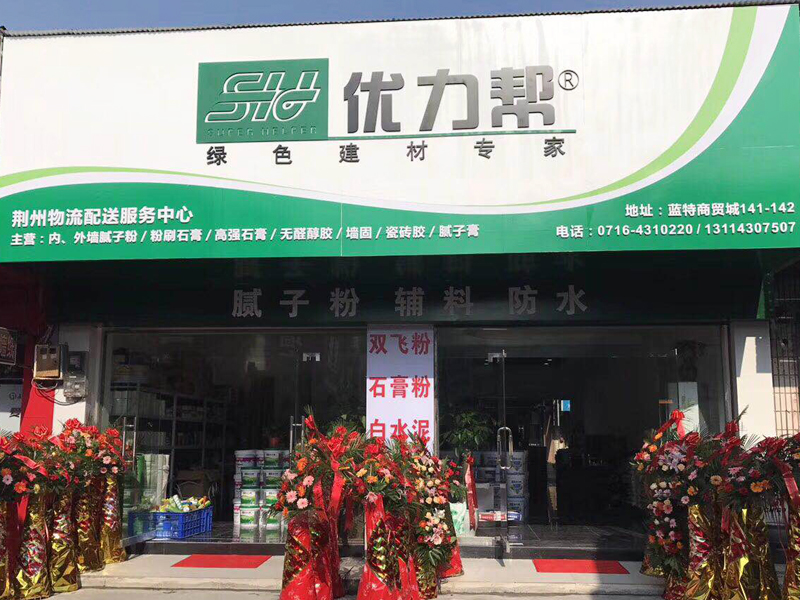 SH 优力帮®
SUPER HELPER
绿色建材专家
荆州物流配送服务中心
主营：内、外墙腻子粉 / 粉刷石膏 / 高强石膏 / 无醛醇胶 / 墙固 / 瓷砖胶 / 腻子膏
地址：蓝特商贸城141-142
电话：0716-4310220 / 13114307507
腻子粉 辅料 防水
双飞粉
石膏粉
白水泥